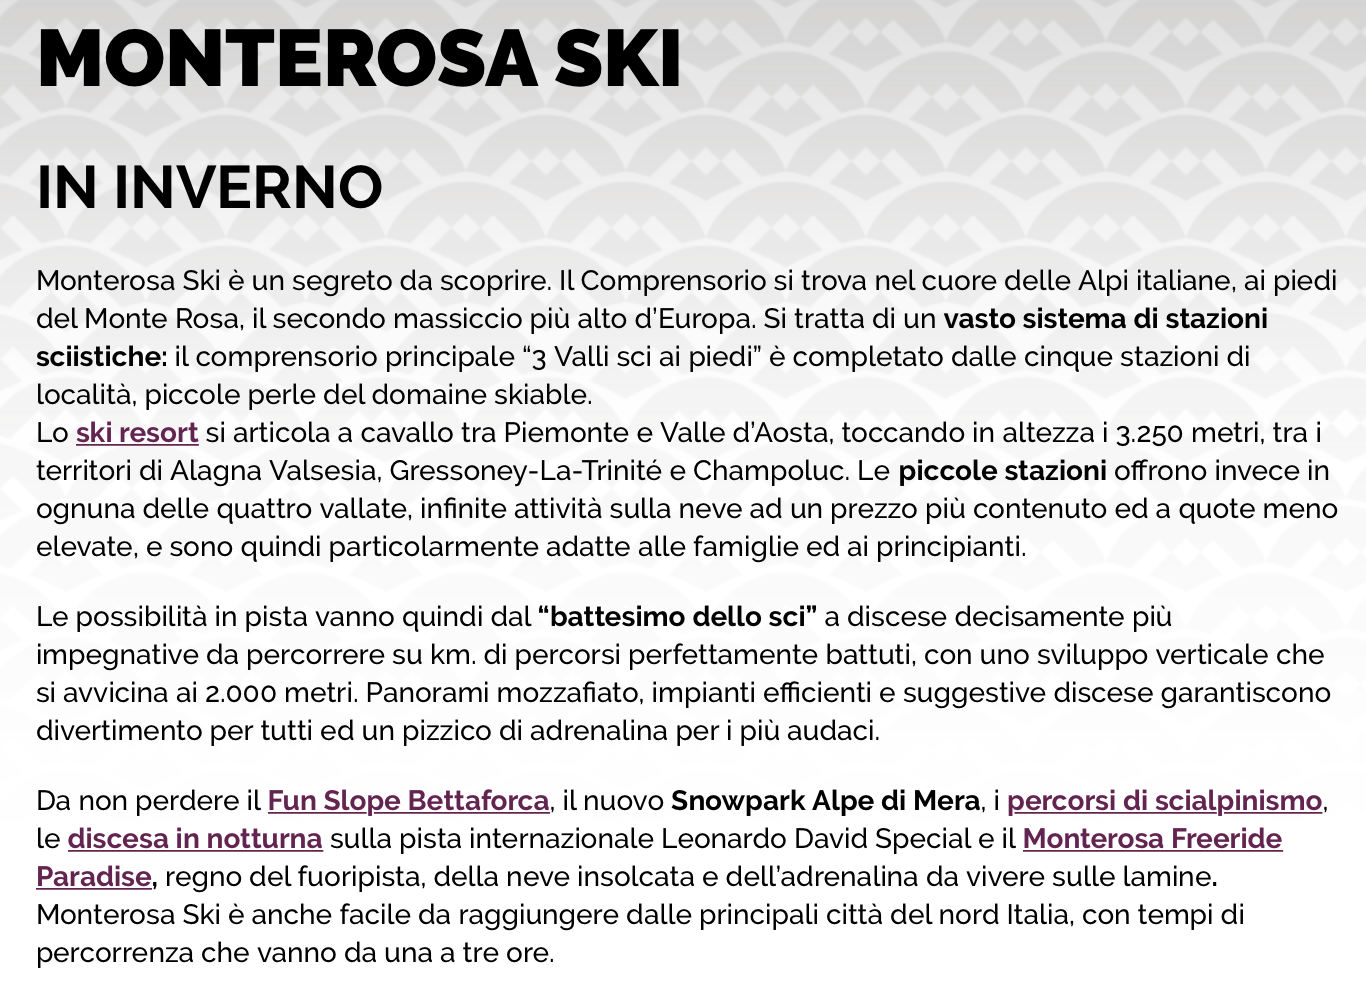 MONTEROSA SKI
IN INVERNO
Monterosa Ski è un segreto da scoprire. Il Comprensorio si trova nel cuore delle Alpi italiane, ai piedi
del Monte Rosa, il secondo massiccio più alto d’Europa. Si tratta di un vasto sistema di stazioni
sciistiche: il comprensorio principale “3 Valli sci ai piedi” è completato dalle cinque stazioni di
località, piccole perle del domaine skiable.
Lo ski resort si articola a cavallo tra Piemonte e Valle d’Aosta, toccando in altezza i 3.250 metri, tra i
territori di Alagna Valsesia, Gressoney-La-Trinité e Champoluc. Le piccole stazioni offrono invece in
ognuna delle quattro vallate, infinite attività sulla neve ad un prezzo più contenuto ed a quote meno
elevate, e sono quindi particolarmente adatte alle famiglie ed ai principianti.
Le possibilità in pista vanno quindi dal “battesimo dello sci” a discese decisamente più
impegnative da percorrere su km. di percorsi perfettamente battuti, con uno sviluppo verticale che
si avvicina ai 2.000 metri. Panorami mozzafiato, impianti efficienti e suggestive discese garantiscono
divertimento per tutti ed un pizzico di adrenalina per i più audaci.
Da non perdere il Fun Slope Bettaforca, il nuovo Snowpark Alpe di Mera, i percorsi di scialpinismo,
le discesa in notturna sulla pista internazionale Leonardo David Special e il Monterosa Freeride
Paradise, regno del fuoripista, della neve insolcata e dell’adrenalina da vivere sulle lamine.
Monterosa Ski è anche facile da raggiungere dalle principali città del nord Italia, con tempi di
percorrenza che vanno da una a tre ore.